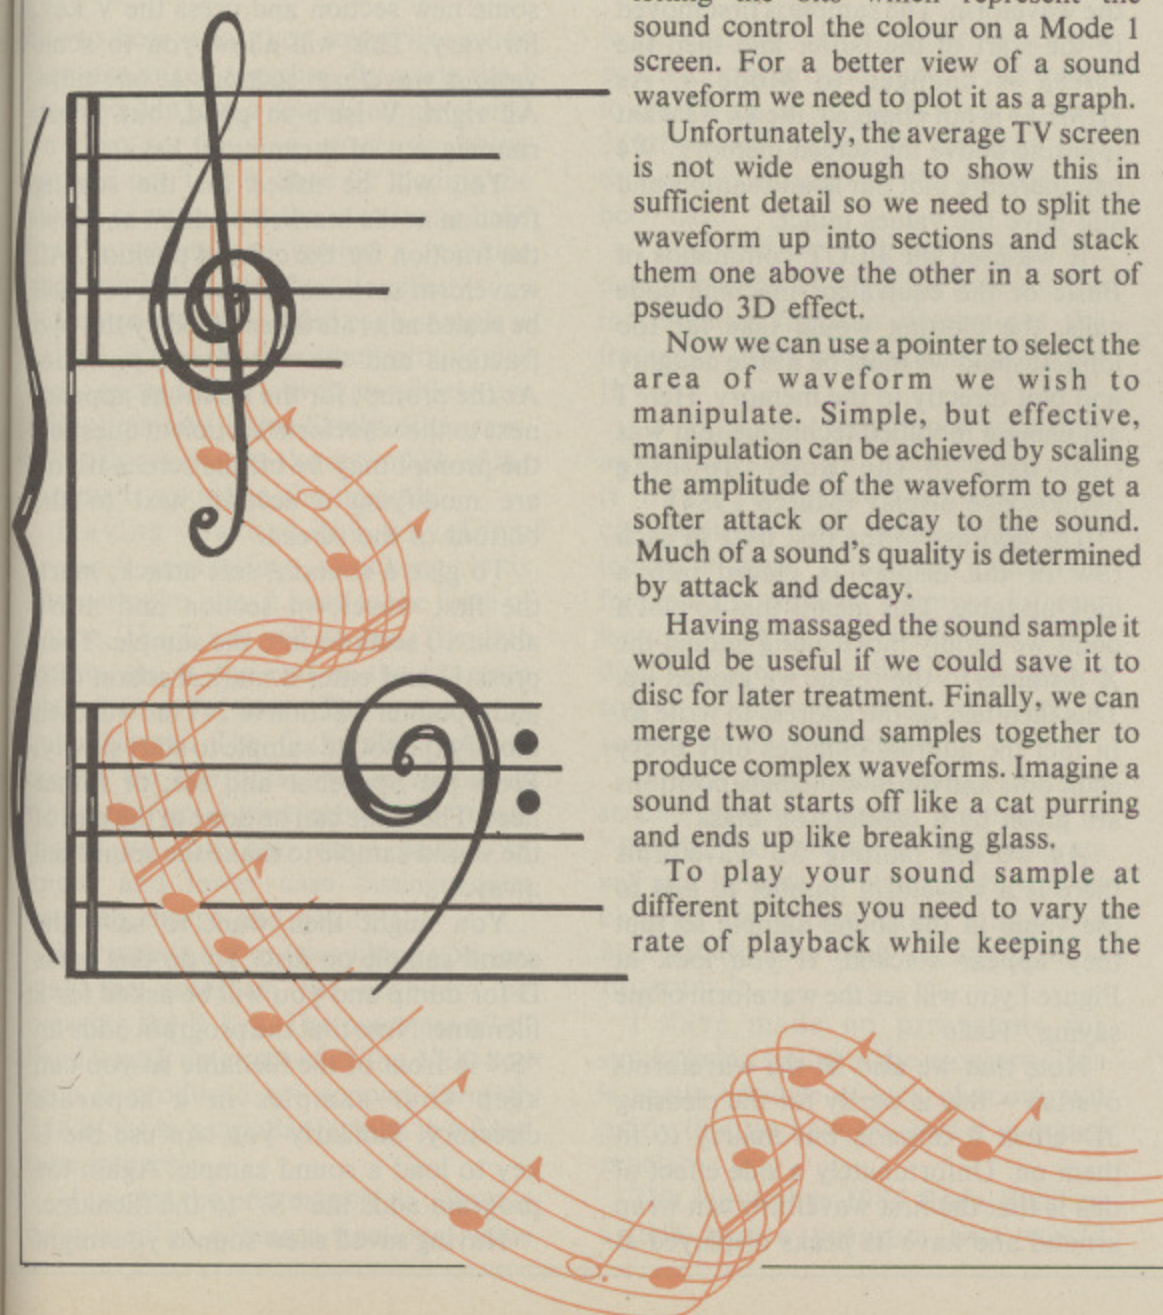 sound control the colour on a Mode 1
screen. For a better view of a sound
waveform we need to plot it as a graph.
Unfortunately, the average TV screen
is not wide enough to show this in
sufficient detail so we need to split the
waveform up into sections and stack
them one above the other in a sort of
pseudo 3D effect.
Now we can use a pointer to select the
area of waveform we wish to
manipulate. Simple, but effective,
manipulation can be achieved by scaling
the amplitude of the waveform to get a
softer attack or decay to the sound.
Much of a sound's quality is determined
by attack and decay.
Having massaged the sound sample it
would be useful if we could save it to
disc for later treatment. Finally, we can
merge two sound samples together to
produce complex waveforms. Imagine a
sound that starts off like a cat purring
and ends up like breaking glass.
To play your sound sample at
different pitches you need to vary the
rate of playback while keeping the